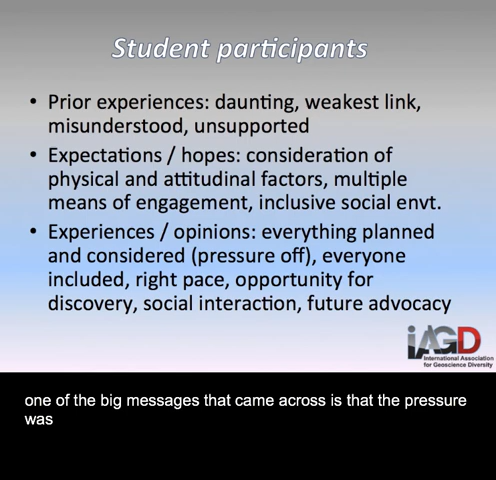 Student participants
• Prior experiences: daunting, weakest link,
misunderstood, unsupported
• Expectations / hopes: consideration of
physical and attitudinal factors, multiple
means of engagement, inclusive social envt.
• Experiences / opinions: everything planned
and considered (pressure off), everyone
included, right pace, opportunity for
discovery, social interaction, future advocacy
iAGD
International Association
for Geoscience Diversity
one of the big messages that came across is that the pressure
was